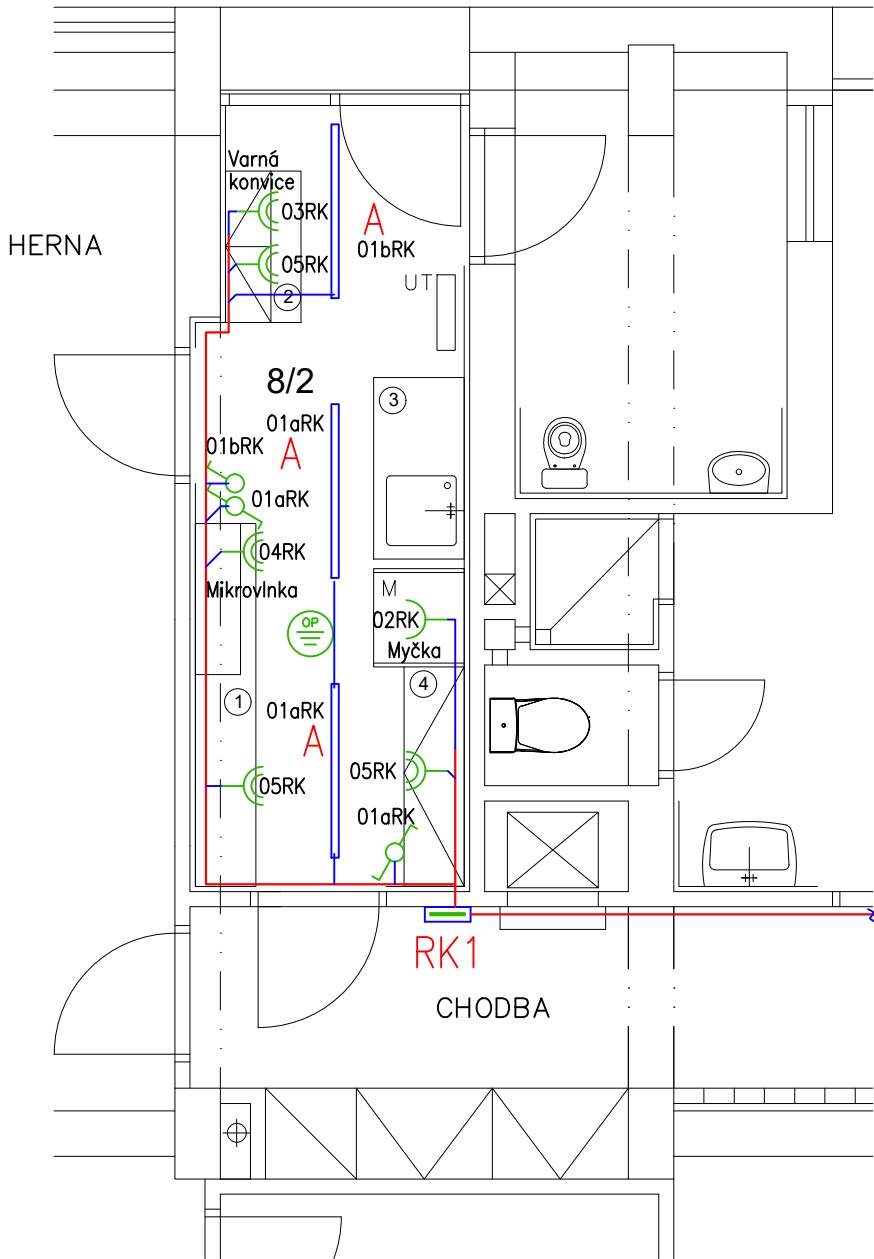 Varná
konvice
03RK
A
HERNA
01bRK
05RK
UT
2
8/2
3
01aRK
01bRK
A
01aRK
04RK
Mikrovlnka
M
OP
02RK
Myčka
4
1
01aRK
A
05RK
05RK
01aRK
RK1
CHODBA